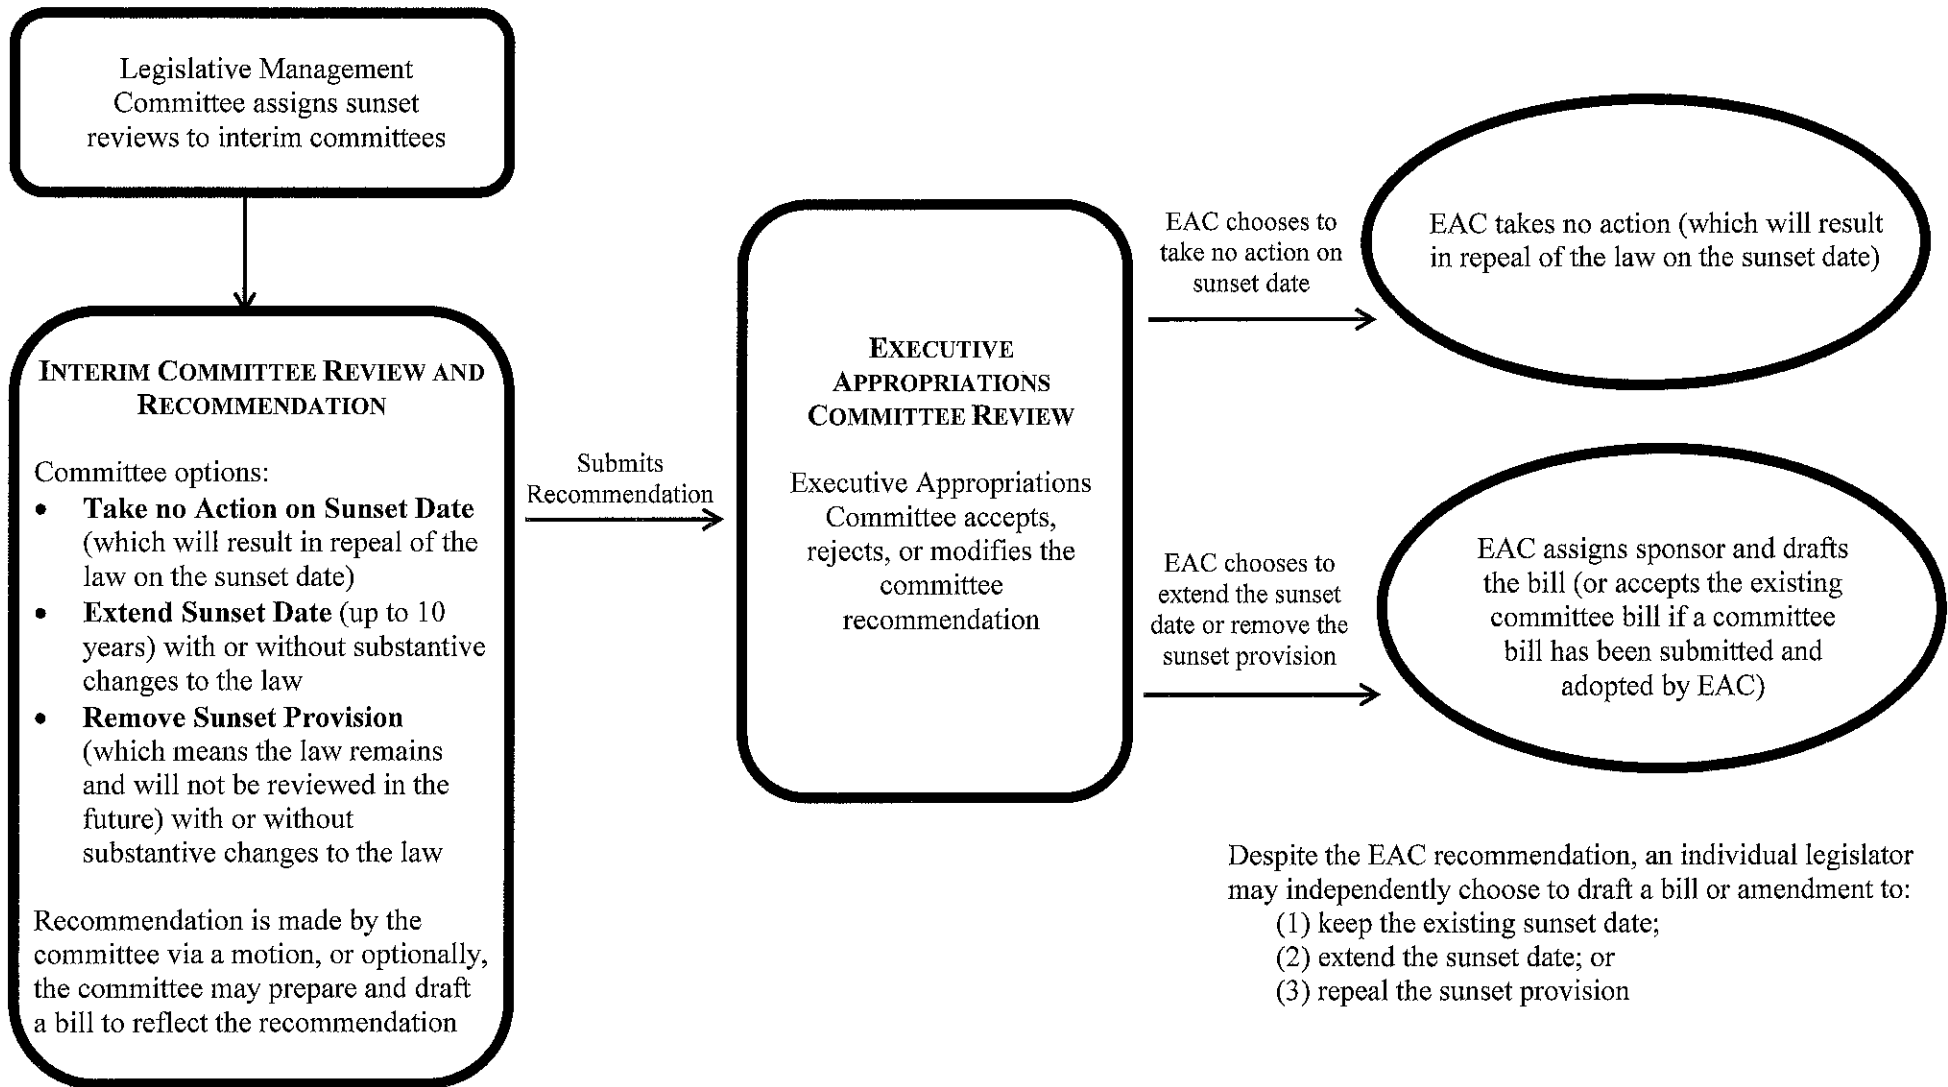 Legislative Management
Committee assigns sunset
reviews to interim committees
INTERIM COMMITTEE REVIEW AND
RECOMMENDATION
Committee options:
• Take no Action on Sunset Date
(which will result in repeal of the
law on the sunset date)
• Extend Sunset Date (up to 10
years) with or without substantive
changes to the law
• Remove Sunset Provision
(which means the law remains
and will not be reviewed in the
future) with or without
substantive changes to the law
Recommendation is made by the
committee via a motion, or optionally,
the committee may prepare and draft
a bill to reflect the recommendation
Submits
Recommendation
EXECUTIVE
APPROPRIATIONS
COMMITTEE REVIEW
Executive Appropriations
Committee accepts,
rejects, or modifies the
committee
recommendation
EAC chooses to
take no action on
sunset date
EAC takes no action (which will result
in repeal of the law on the sunset date)
EAC chooses to
extend the sunset
date or remove the
sunset provision
EAC assigns sponsor and drafts
the bill (or accepts the existing
committee bill if a committee
bill has been submitted and
adopted by EAC)
Despite the EAC recommendation, an individual legislator
may independently choose to draft a bill or amendment to:
(1) keep the existing sunset date;
(2) extend the sunset date; or
(3) repeal the sunset provision